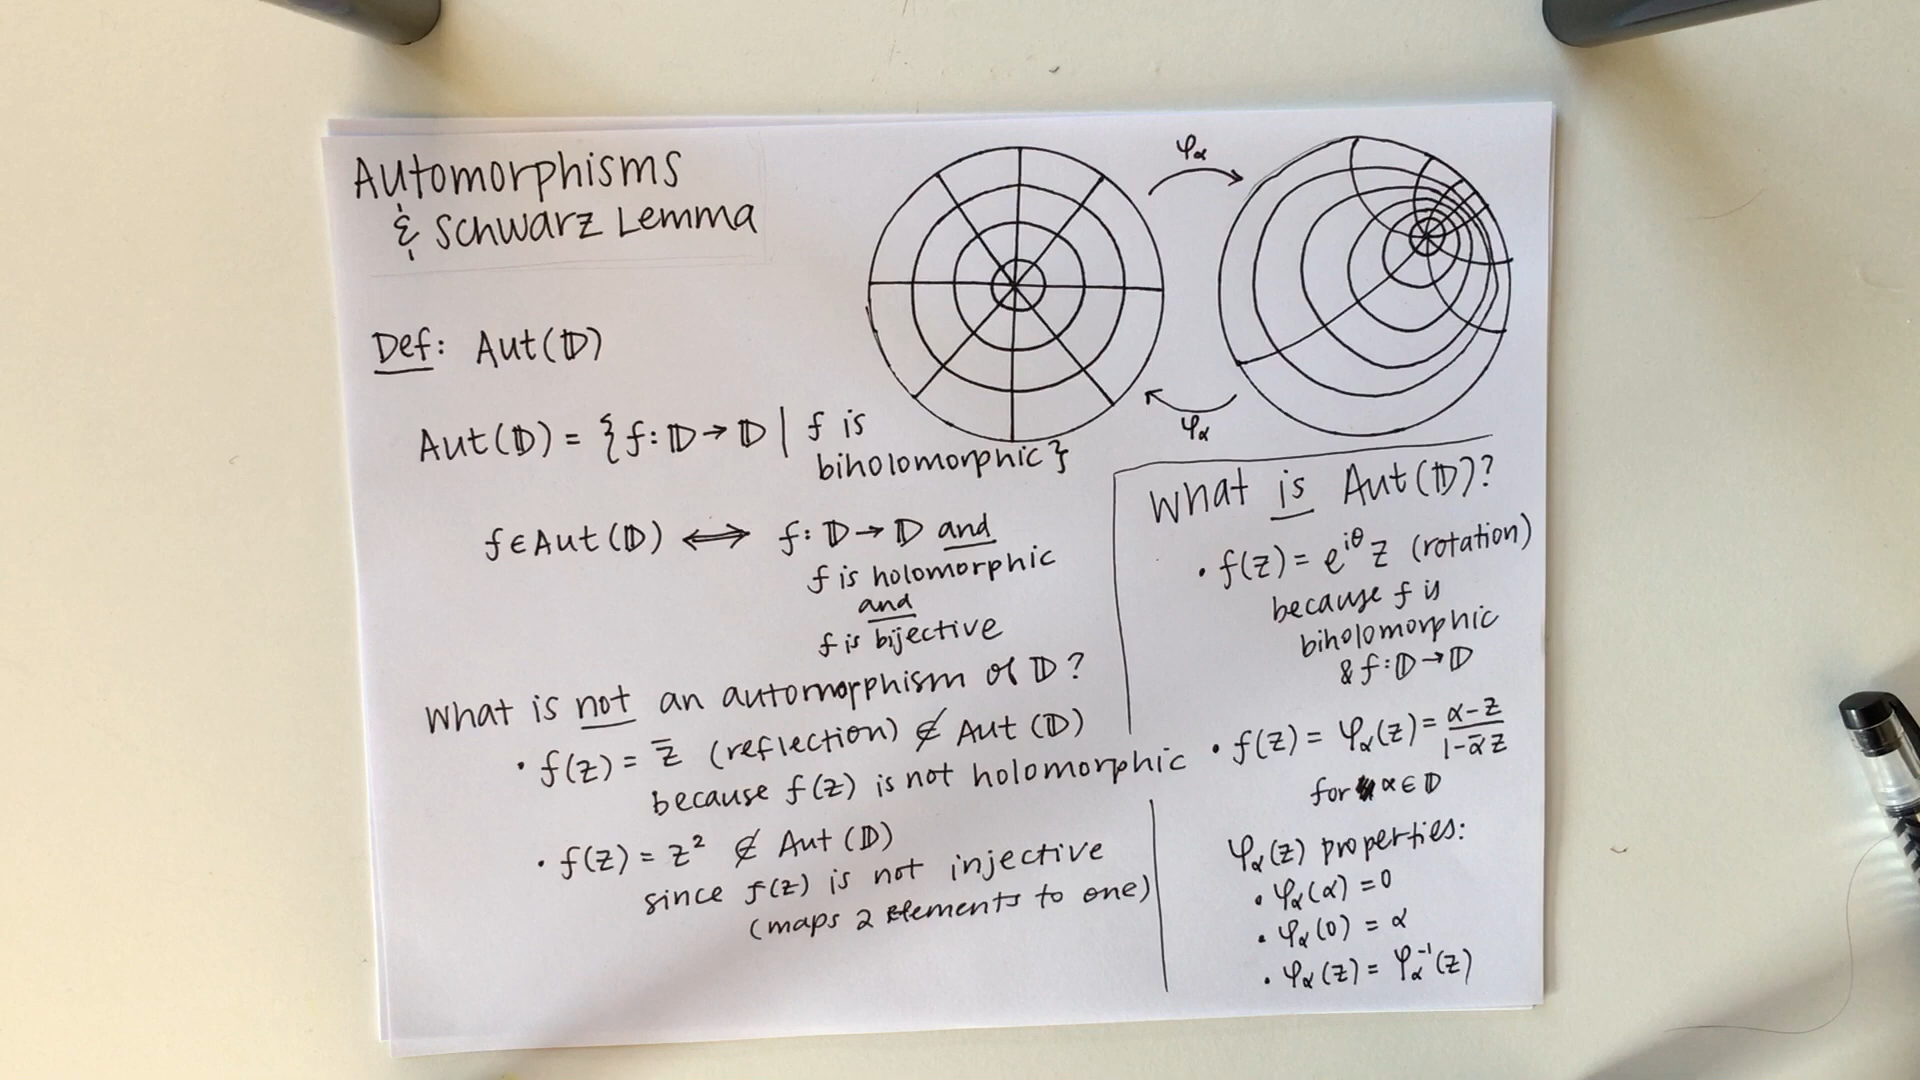 Automorphisms
& Schwarz Lemma
φα
φα
Def: Aut(𝔻)
Aut(𝔻) = {f: 𝔻→𝔻 | f is
biholomorphic}
f∈Aut(𝔻) ⟺ f: 𝔻→𝔻 and
f is holomorphic
and
f is bijective
What is not an automorphism of 𝔻?
• f(z) = z̄ (reflection) ∉ Aut(𝔻)
because f(z) is not holomorphic
• f(z) = z² ∉ Aut(𝔻)
since f(z) is not injective
(maps 2 elements to one)
What is Aut(𝔻)?
• f(z) = e^{iθ} z (rotation)
because f is
biholomorphic
& f: 𝔻→𝔻
• f(z) = φα(z) = (α-z)/(1-ᾱz)
for α∈𝔻
φα(z) properties:
• φα(α) = 0
• φα(0) = α
• φα(z) = φα⁻¹(z)